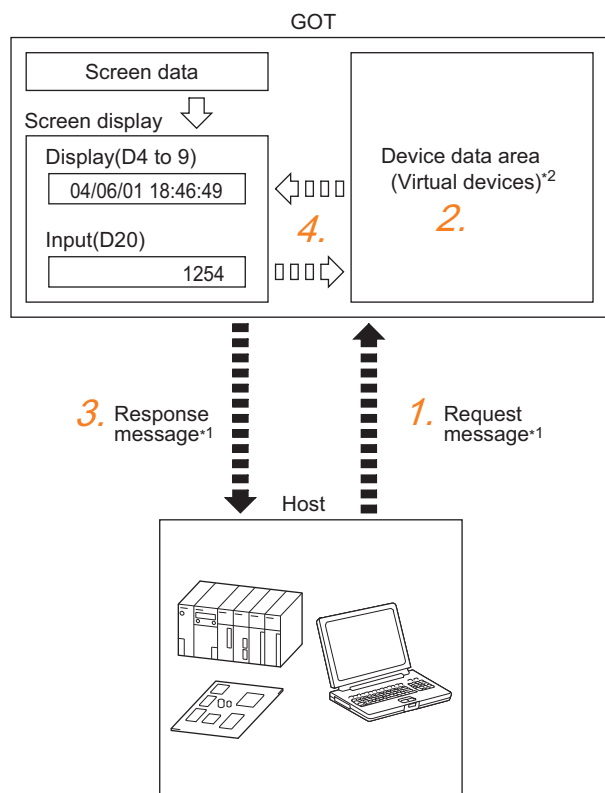 GOT
Screen data
Screen display
Display(D4 to 9)
04/06/01 18:46:49
Input(D20)
1254
Device data area
(Virtual devices)*2
2.
4.
3. Response
message*1
1. Request
message*1
Host